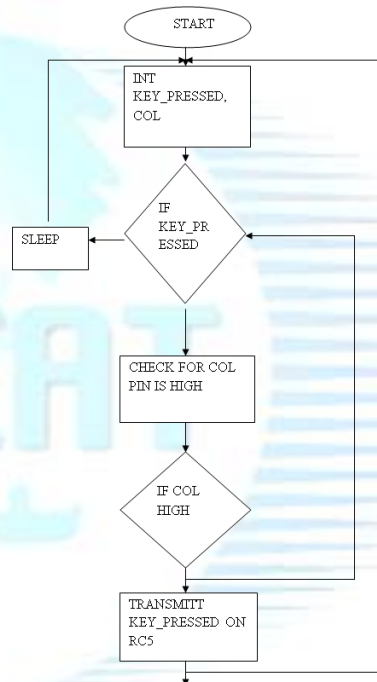 START
INT
KEY_PRESSED,
COL
IF
KEY_PR
ESSED
SLEEP
CHECK FOR COL
PIN IS HIGH
IF COL
HIGH
TRANSMITT
KEY_PRESSED ON
RC5